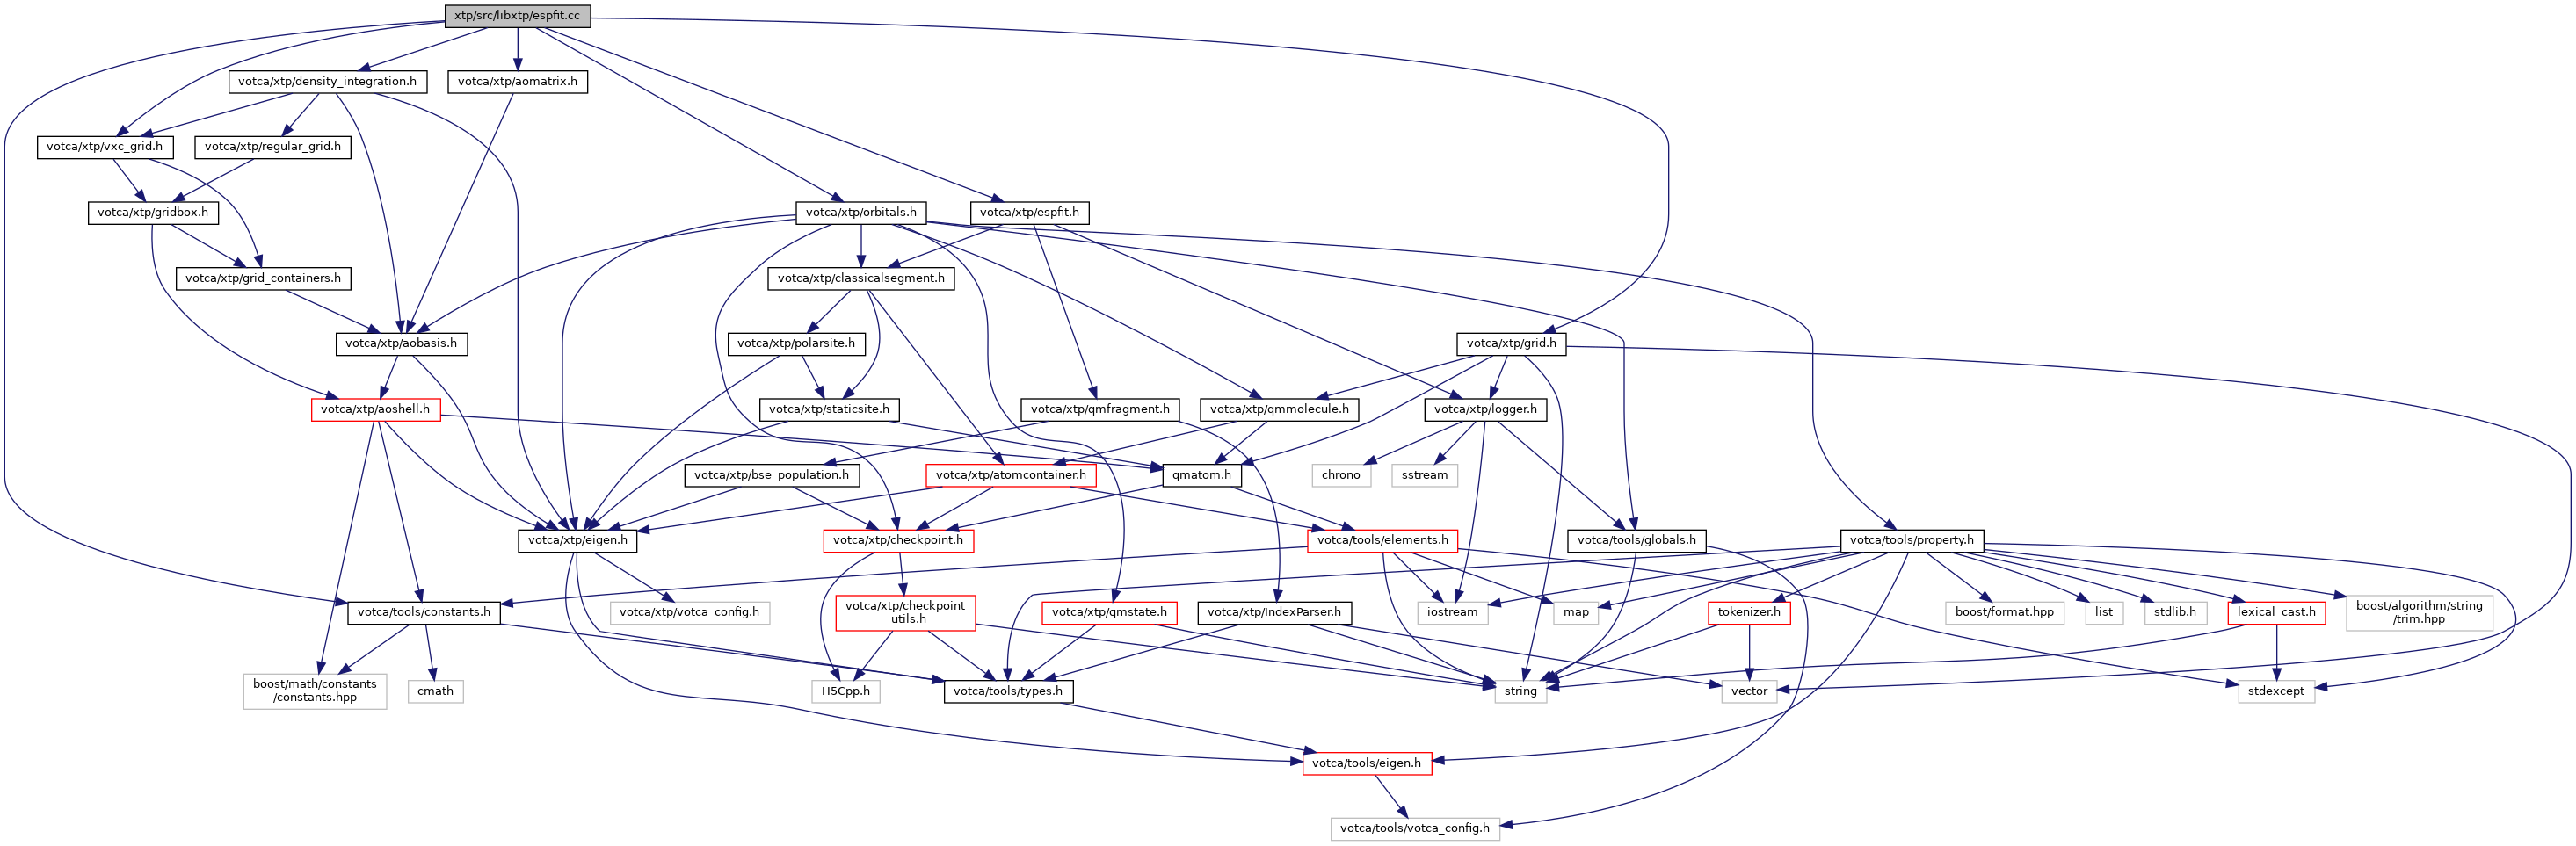 xtp/src/libxtp/espfit.cc
votca/xtp/density_integration.h
votca/xtp/aomatrix.h
votca/xtp/vxc_grid.h
votca/xtp/regular_grid.h
votca/xtp/gridbox.h
votca/xtp/orbitals.h
votca/xtp/espfit.h
votca/xtp/grid_containers.h
votca/xtp/classicalsegment.h
votca/xtp/aobasis.h
votca/xtp/polarsite.h
votca/xtp/grid.h
votca/xtp/aoshell.h
votca/xtp/staticsite.h
votca/xtp/qmfragment.h
votca/xtp/qmmolecule.h
votca/xtp/logger.h
votca/xtp/bse_population.h
votca/xtp/atomcontainer.h
qmatom.h
chrono
sstream
votca/xtp/eigen.h
votca/xtp/checkpoint.h
votca/tools/elements.h
votca/tools/globals.h
votca/tools/property.h
votca/tools/constants.h
votca/xtp/votca_config.h
votca/xtp/checkpoint
_utils.h
votca/xtp/qmstate.h
votca/xtp/IndexParser.h
iostream
map
tokenizer.h
boost/format.hpp
list
stdlib.h
lexical_cast.h
boost/algorithm/string
/trim.hpp
boost/math/constants
/constants.hpp
cmath
H5Cpp.h
votca/tools/types.h
string
vector
stdexcept
votca/tools/eigen.h
votca/tools/votca_config.h